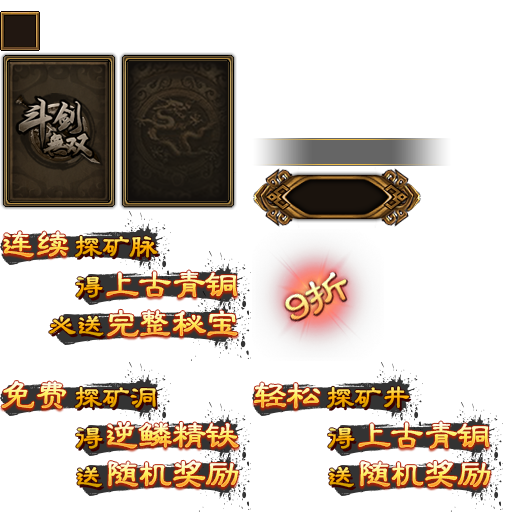 斗剑
無双
连续探矿脉
得上古青铜
必送完整秘宝
9折
免费探矿洞
得逆鳞精铁
送随机奖励
轻松探矿井
得上古青铜
送随机奖励